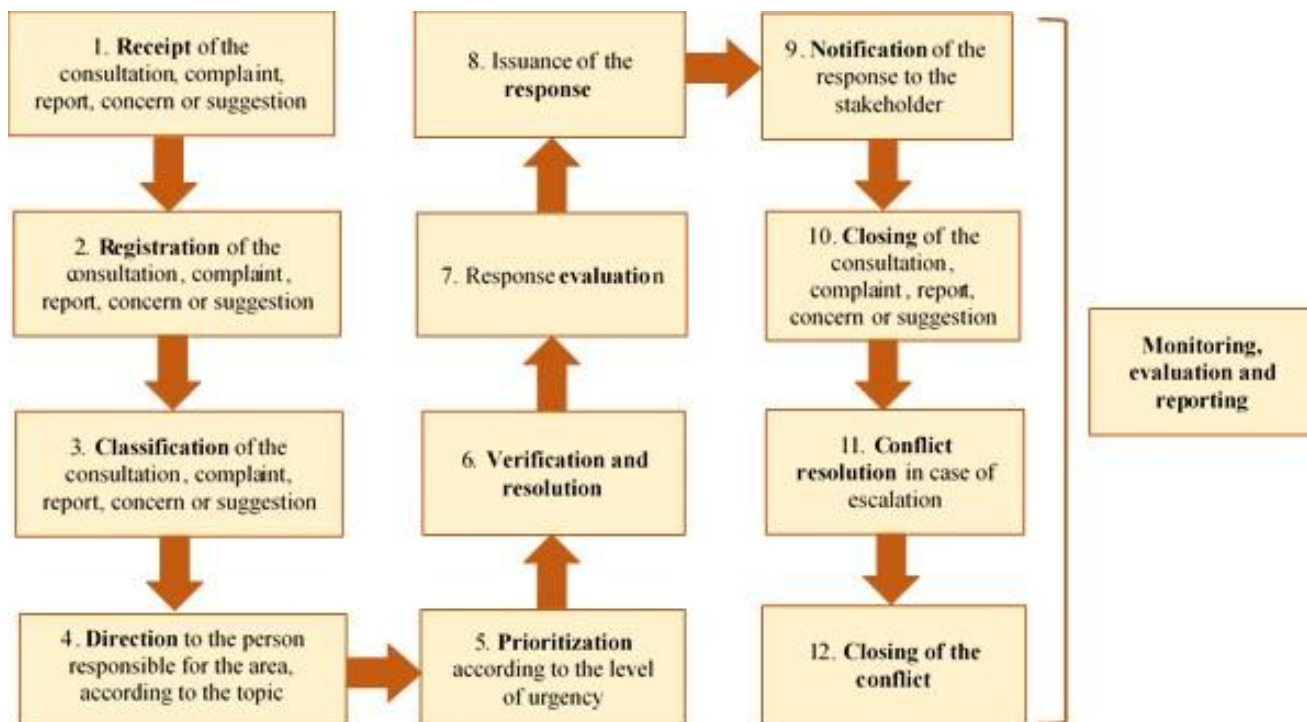 1. Receipt of the
consultation, complaint,
report, concern or suggestion
2. Registration of the
consultation, complaint,
report, concern or suggestion
3. Classification of the
consultation, complaint,
report, concern or suggestion
4. Direction to the person
responsible for the area,
according to the topic
5. Prioritization
according to the level
of urgency
6. Verification and
resolution
7. Response evaluation
8. Issuance of the
response
9. Notification of the
response to the
stakeholder
10. Closing of the
consultation,
complaint, report,
concern or suggestion
11. Conflict
resolution in case of
escalation
12. Closing of the
conflict
Monitoring,
evaluation and
reporting